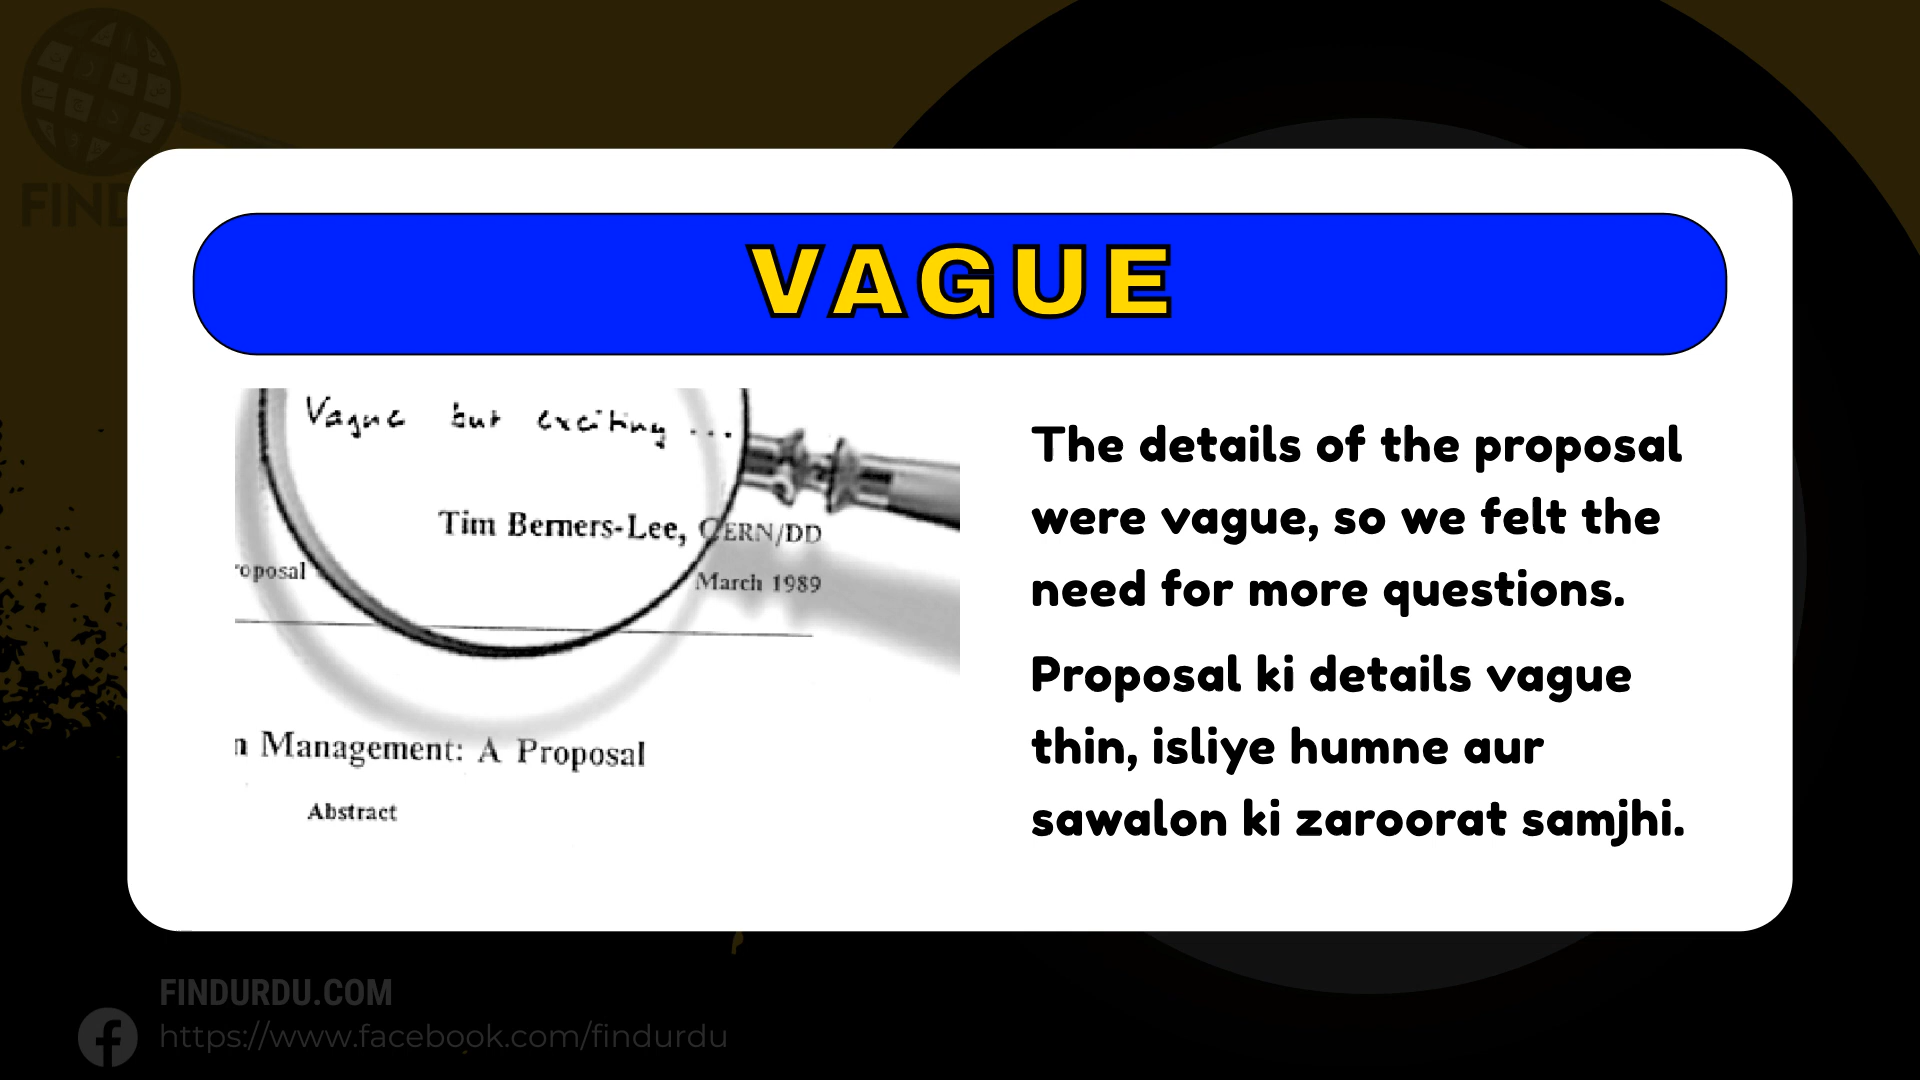 FIND
VAGUE
Vague but exciting ...
Tim Berners-Lee, CERN/DD
oposal
March 1989
n Management: A Proposal
Abstract
The details of the proposal
were vague, so we felt the
need for more questions.
Proposal ki details vague
thin, isliye humne aur
sawalon ki zaroorat samjhi.
FINDURDU.COM
https://www.facebook.com/findurdu